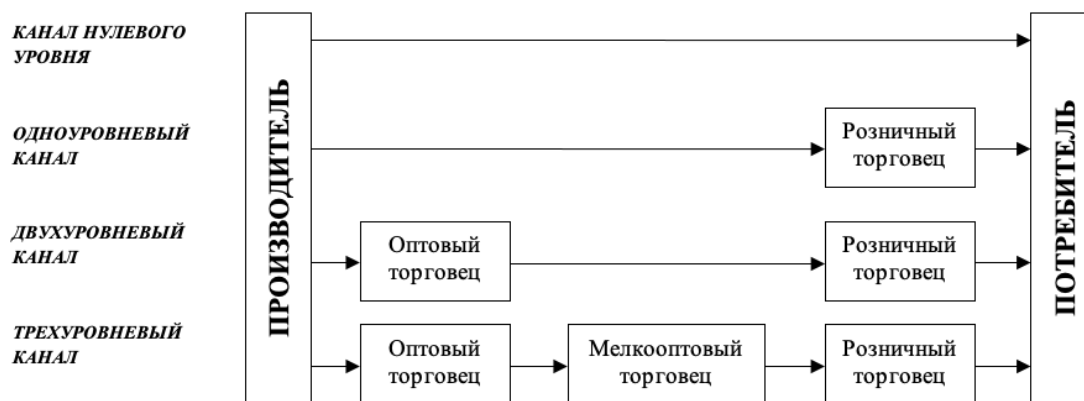 КАНАЛ НУЛЕВОГО
УРОВНЯ
ОДНОУРОВНЕВЫЙ
КАНАЛ
ДВУХУРОВНЕВЫЙ
КАНАЛ
ТРЕХУРОВНЕВЫЙ
КАНАЛ
ПРОИЗВОДИТЕЛЬ
Розничный
торговец
Оптовый
торговец
Розничный
торговец
Оптовый
торговец
Мелкооптовый
торговец
Розничный
торговец
ПОТРЕБИТЕЛЬ